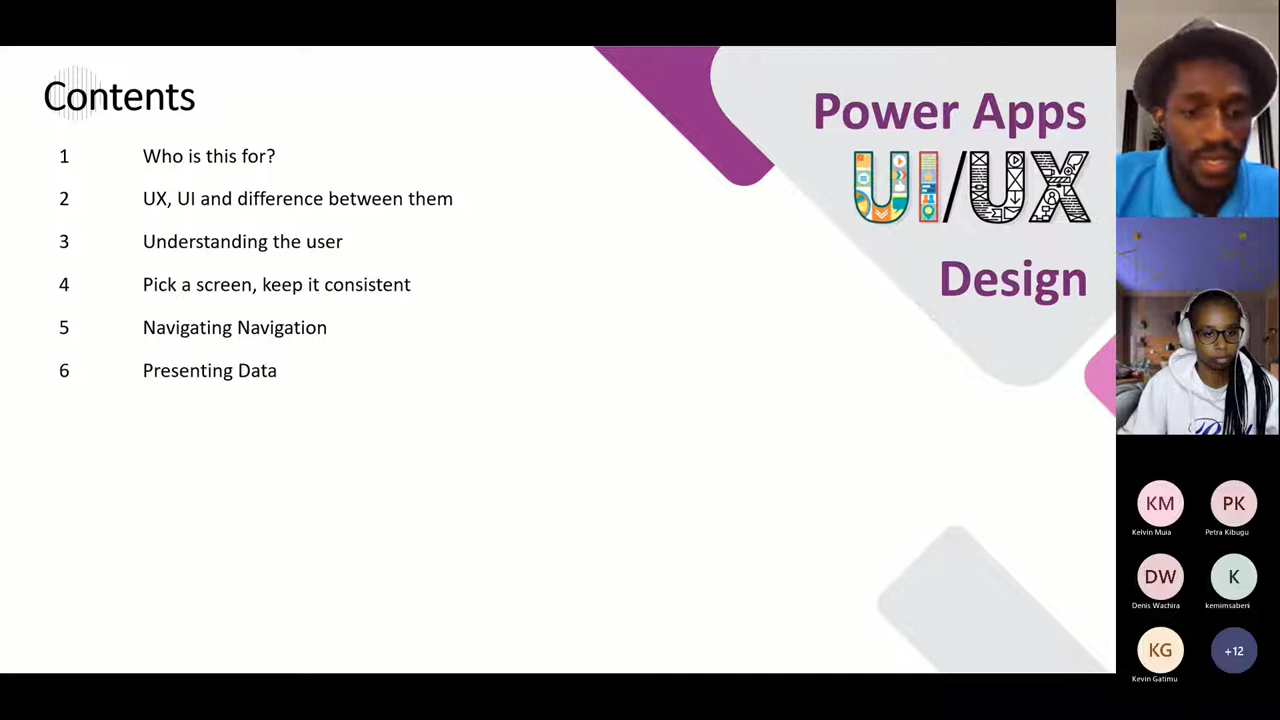 Contents
1 Who is this for?
2 UX, UI and difference between them
3 Understanding the user
4 Pick a screen, keep it consistent
5 Navigating Navigation
6 Presenting Data
Power Apps
UI/UX
Design
KM PK
Kelvin Muia Petra Kibugu
DW K
Denis Wachira kemimsabeni
KG +12
Kevin Gatimu